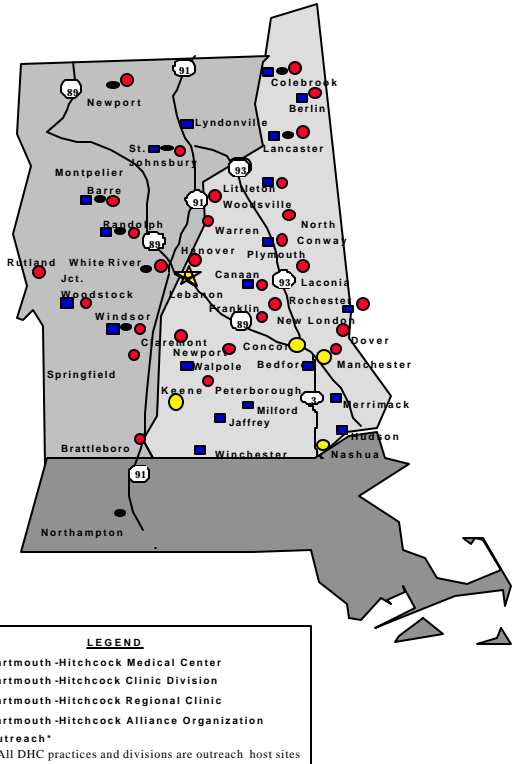 91
89
Colebrook
Newport
Berlin
Lyndonville
St.
Johnsbury
Lancaster
93
Montpelier
Barre
Littleton
Woodsville
91
Randolph
Warren
North
Conway
89
Hanover
Plymouth
Rutland
White River
Jct.
Canaan
93
Laconia
Woodstock
Lebanon
Franklin
Rochester
Windsor
89
New London
Claremont
Concord
Dover
Newport
Walpole
Bedford
Manchester
Springfield
Keene
Peterborough
3
Merrimack
Milford
Jaffrey
Hudson
Brattleboro
Winchester
Nashua
91
Northampton
LEGEND
artmouth-Hitchcock Medical Center
artmouth-Hitchcock Clinic Division
artmouth-Hitchcock Regional Clinic
artmouth-Hitchcock Alliance Organization
utreach*
All DHC practices and divisions are outreach host sites